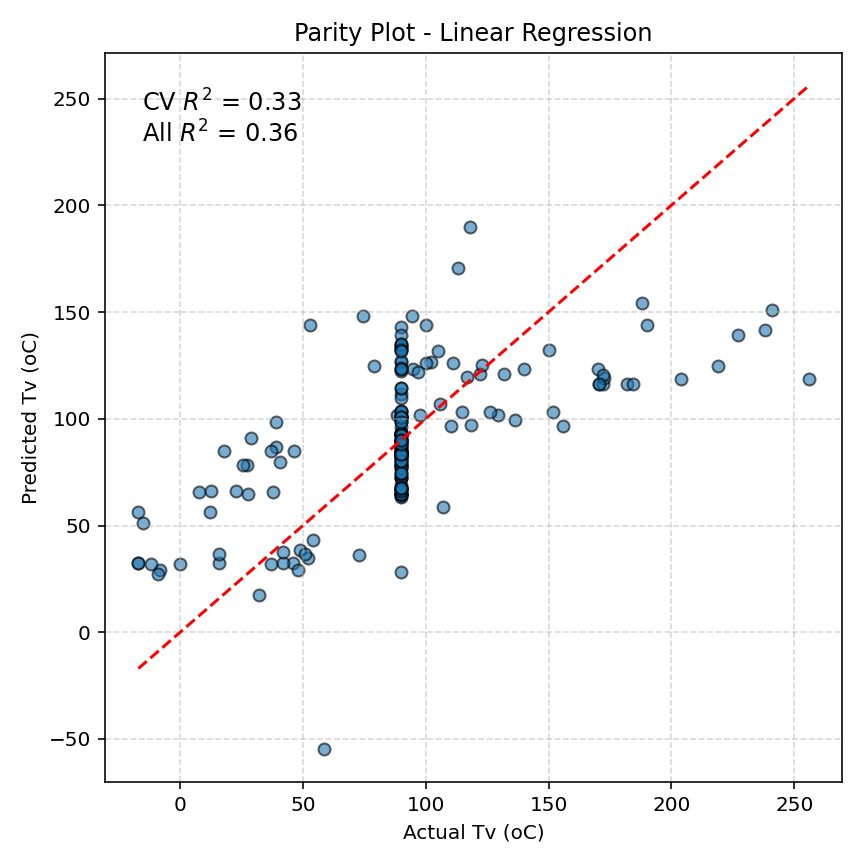 Parity Plot - Linear Regression
CV R² = 0.33
All R² = 0.36
250
200
150
100
50
0
−50
Predicted Tv (oC)
0 50 100 150 200 250
Actual Tv (oC)